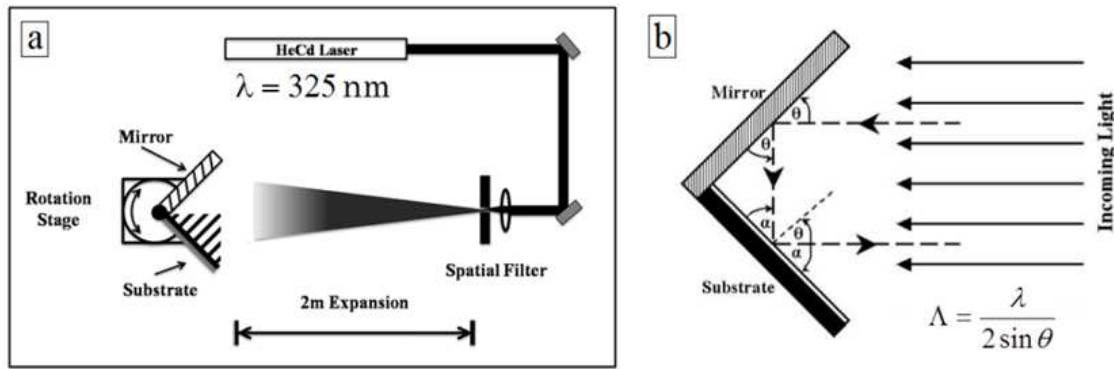 a
HeCd Laser
λ = 325 nm
Mirror
Rotation
Stage
Substrate
Spatial Filter
2m Expansion
b
Mirror
θ
θ
α
θ
α
Substrate
Incoming Light
Λ = λ / 2 sin θ